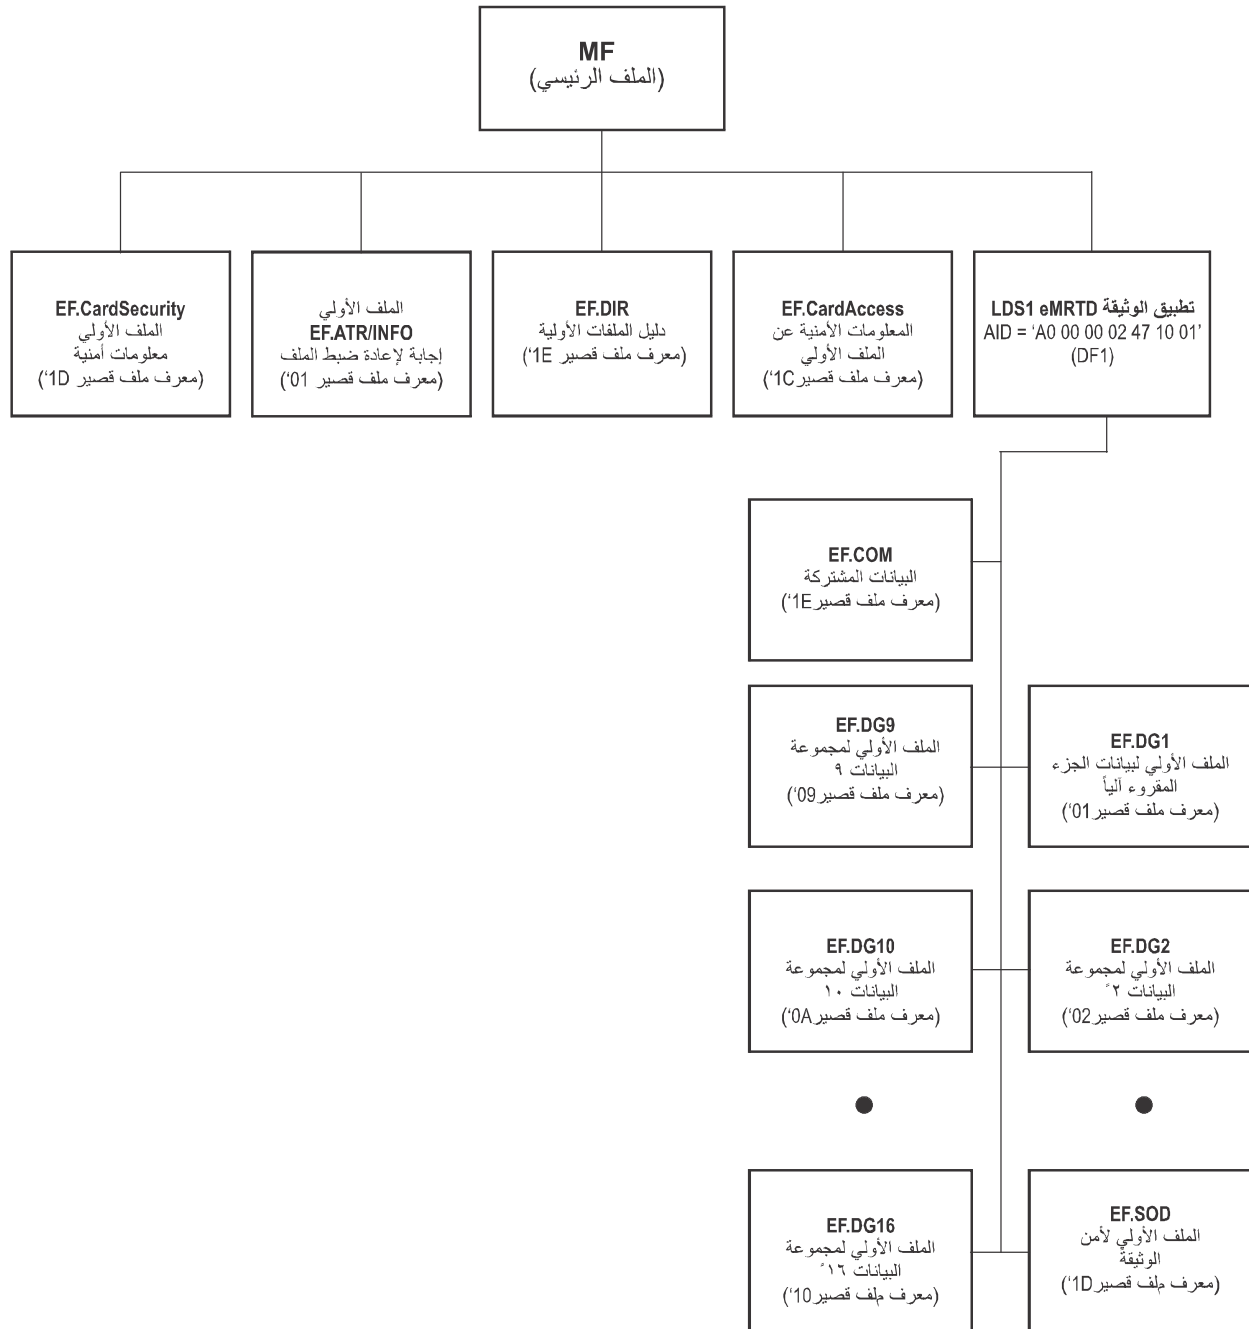 MF
(الملف الرئيسي)
EF.CardSecurity
الملف الأولي
معلومات أمنية
(معرف ملف قصير 1D‘)
الملف الأولي
EF.ATR/INFO
إجابة لإعادة ضبط الملف
(معرف ملف قصير 01‘)
EF.DIR
دليل الملفات الأولية
(معرف ملف قصير 1E‘)
EF.CardAccess
المعلومات الأمنية عن
الملف الأولي
(معرف ملف قصير1C‘)
تطبيق الوثيقة LDS1 eMRTD
AID = ‘A0 00 00 02 47 10 01’
(DF1)
EF.COM
البيانات المشتركة
(معرف ملف قصير1E‘)
EF.DG9
الملف الأولي لمجموعة
البيانات ٩
(معرف ملف قصير09‘)
EF.DG1
الملف الأولي لبيانات الجزء
المقروء آلياً
(معرف ملف قصير01‘)
EF.DG10
الملف الأولي لمجموعة
البيانات ١٠
(معرف ملف قصير0A‘)
EF.DG2
الملف الأولي لمجموعة
البيانات ٢ً
(معرف ملف قصير02‘)
EF.DG16
الملف الأولي لمجموعة
البيانات ١٦ً
(معرف ملف قصير10‘)
EF.SOD
الملف الأولي لأمن
الوثيقة
(معرف ملف قصير1D‘)